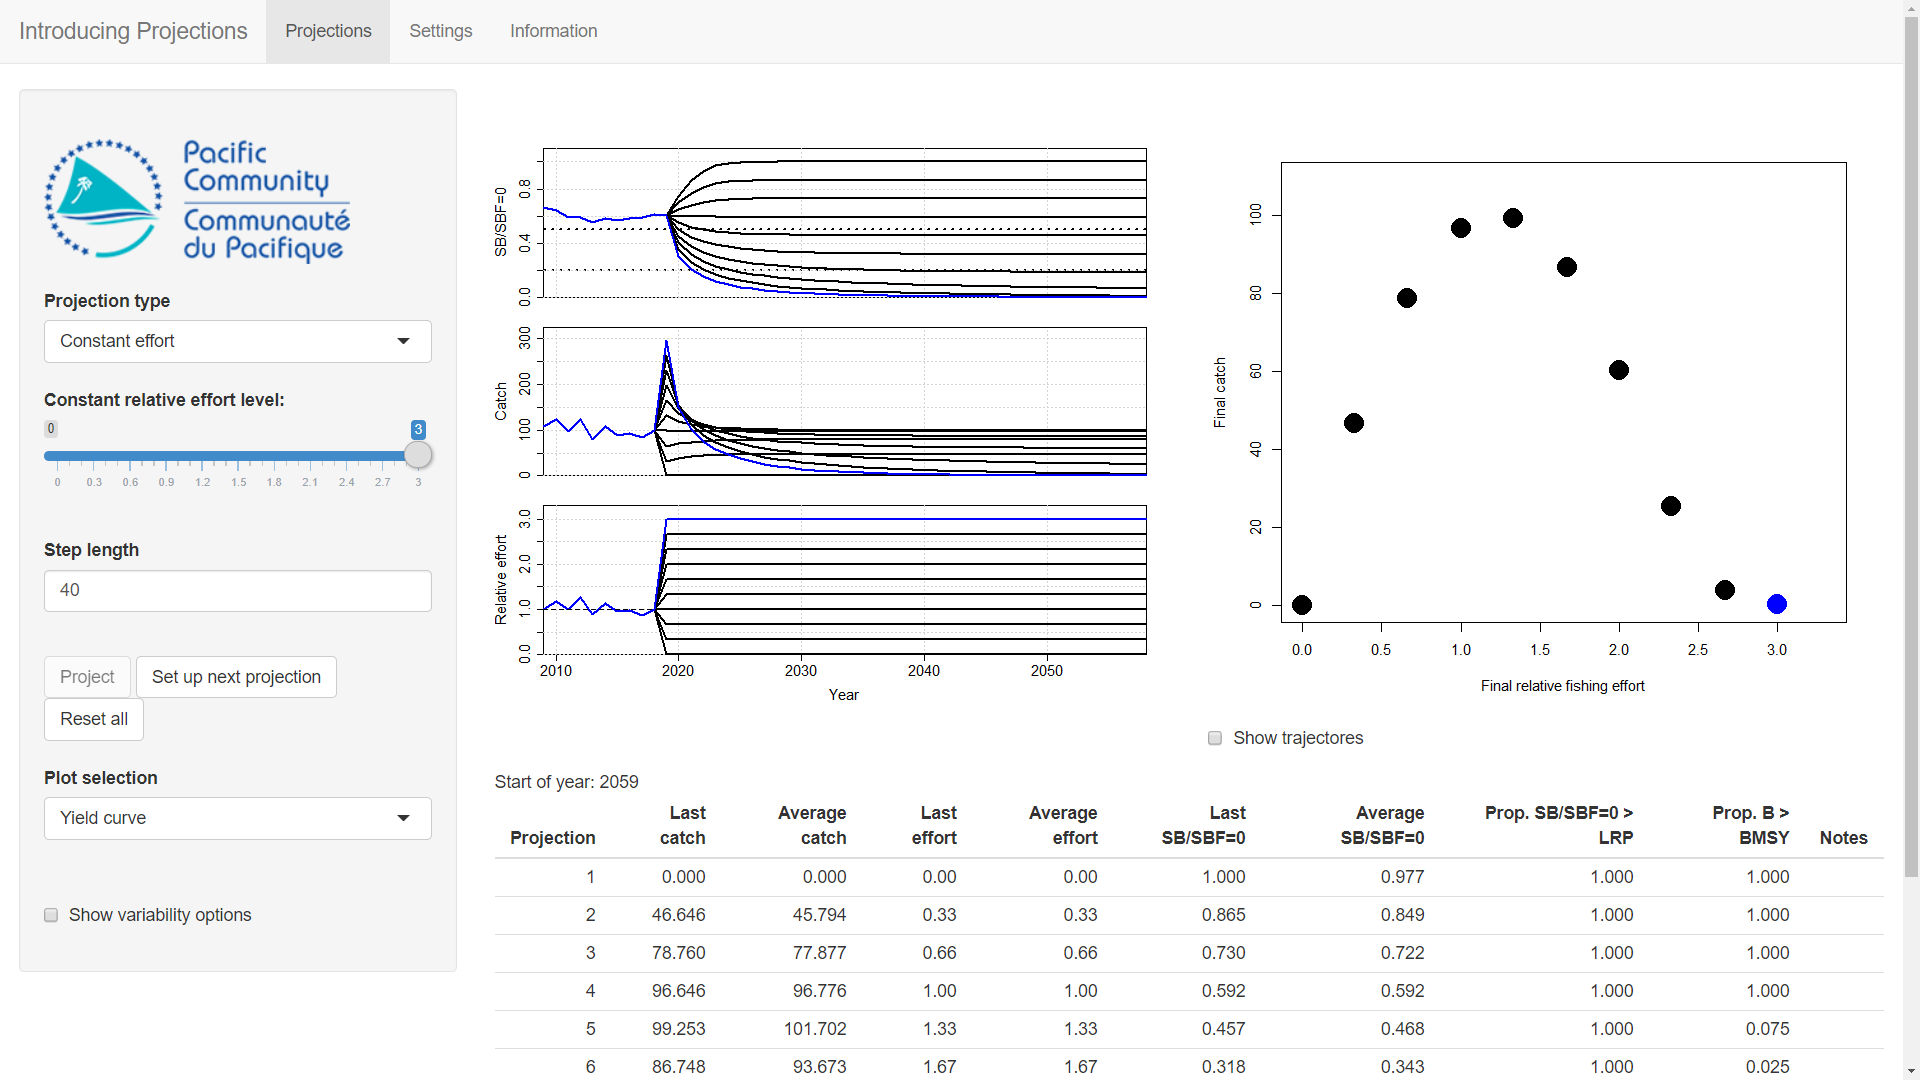 Introducing Projections
Projections
Settings
Information
Pacific
Community
Communauté
du Pacifique
Projection type
Constant effort
Constant relative effort level:
0
3
0 0.3 0.6 0.9 1.2 1.5 1.8 2.1 2.4 2.7 3
Step length
40
Project
Set up next projection
Reset all
Plot selection
Yield curve
Show variability options
SB/SBF=0
0.0 0.4 0.8
Catch
0 100 200 300
Relative effort
0.0 1.0 2.0 3.0
2010 2020 2030 2040 2050
Year
Final catch
0 20 40 60 80 100
0.0 0.5 1.0 1.5 2.0 2.5 3.0
Final relative fishing effort
Show trajectores
Start of year: 2059
Last Average Last Average Last Average Prop. SB/SBF=0 > Prop. B >
Projection catch catch effort effort SB/SBF=0 SB/SBF=0 LRP BMSY Notes
1 0.000 0.000 0.00 0.00 1.000 0.977 1.000 1.000
2 46.646 45.794 0.33 0.33 0.865 0.849 1.000 1.000
3 78.760 77.877 0.66 0.66 0.730 0.722 1.000 1.000
4 96.646 96.776 1.00 1.00 0.592 0.592 1.000 1.000
5 99.253 101.702 1.33 1.33 0.457 0.468 1.000 0.075
6 86.748 93.673 1.67 1.67 0.318 0.343 1.000 0.025